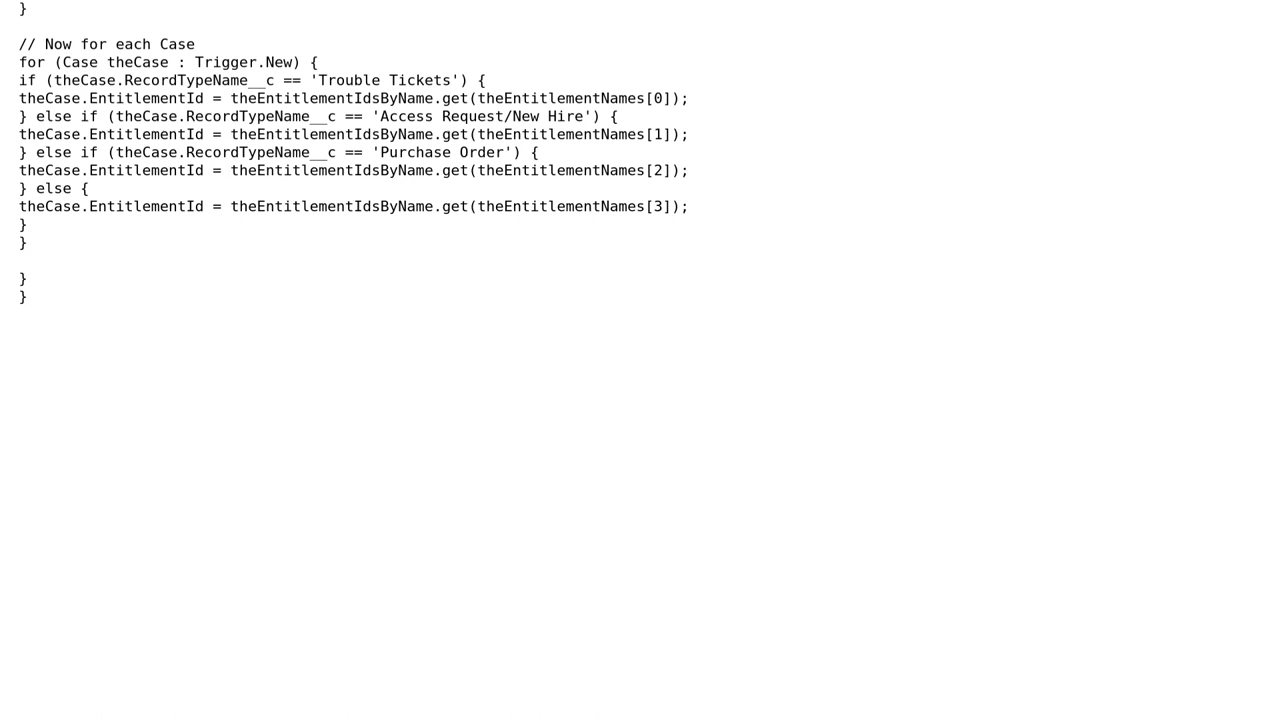 }
// Now for each Case
for (Case theCase : Trigger.New) {
if (theCase.RecordTypeName__c == 'Trouble Tickets') {
theCase.EntitlementId = theEntitlementIdsByName.get(theEntitlementNames[0]);
} else if (theCase.RecordTypeName__c == 'Access Request/New Hire') {
theCase.EntitlementId = theEntitlementIdsByName.get(theEntitlementNames[1]);
} else if (theCase.RecordTypeName__c == 'Purchase Order') {
theCase.EntitlementId = theEntitlementIdsByName.get(theEntitlementNames[2]);
} else {
theCase.EntitlementId = theEntitlementIdsByName.get(theEntitlementNames[3]);
}
}
}
}